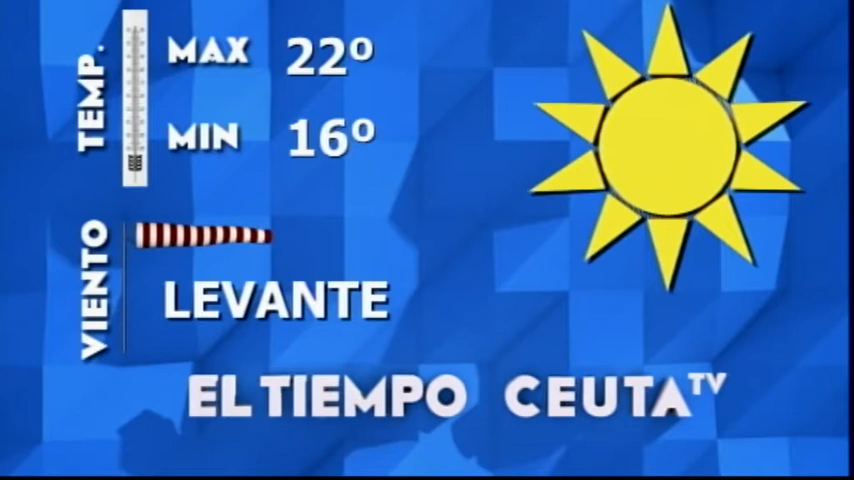 TEMP.
MAX 22º
MIN 16º
VIENTO
LEVANTE
EL TIEMPO CEUTA TV